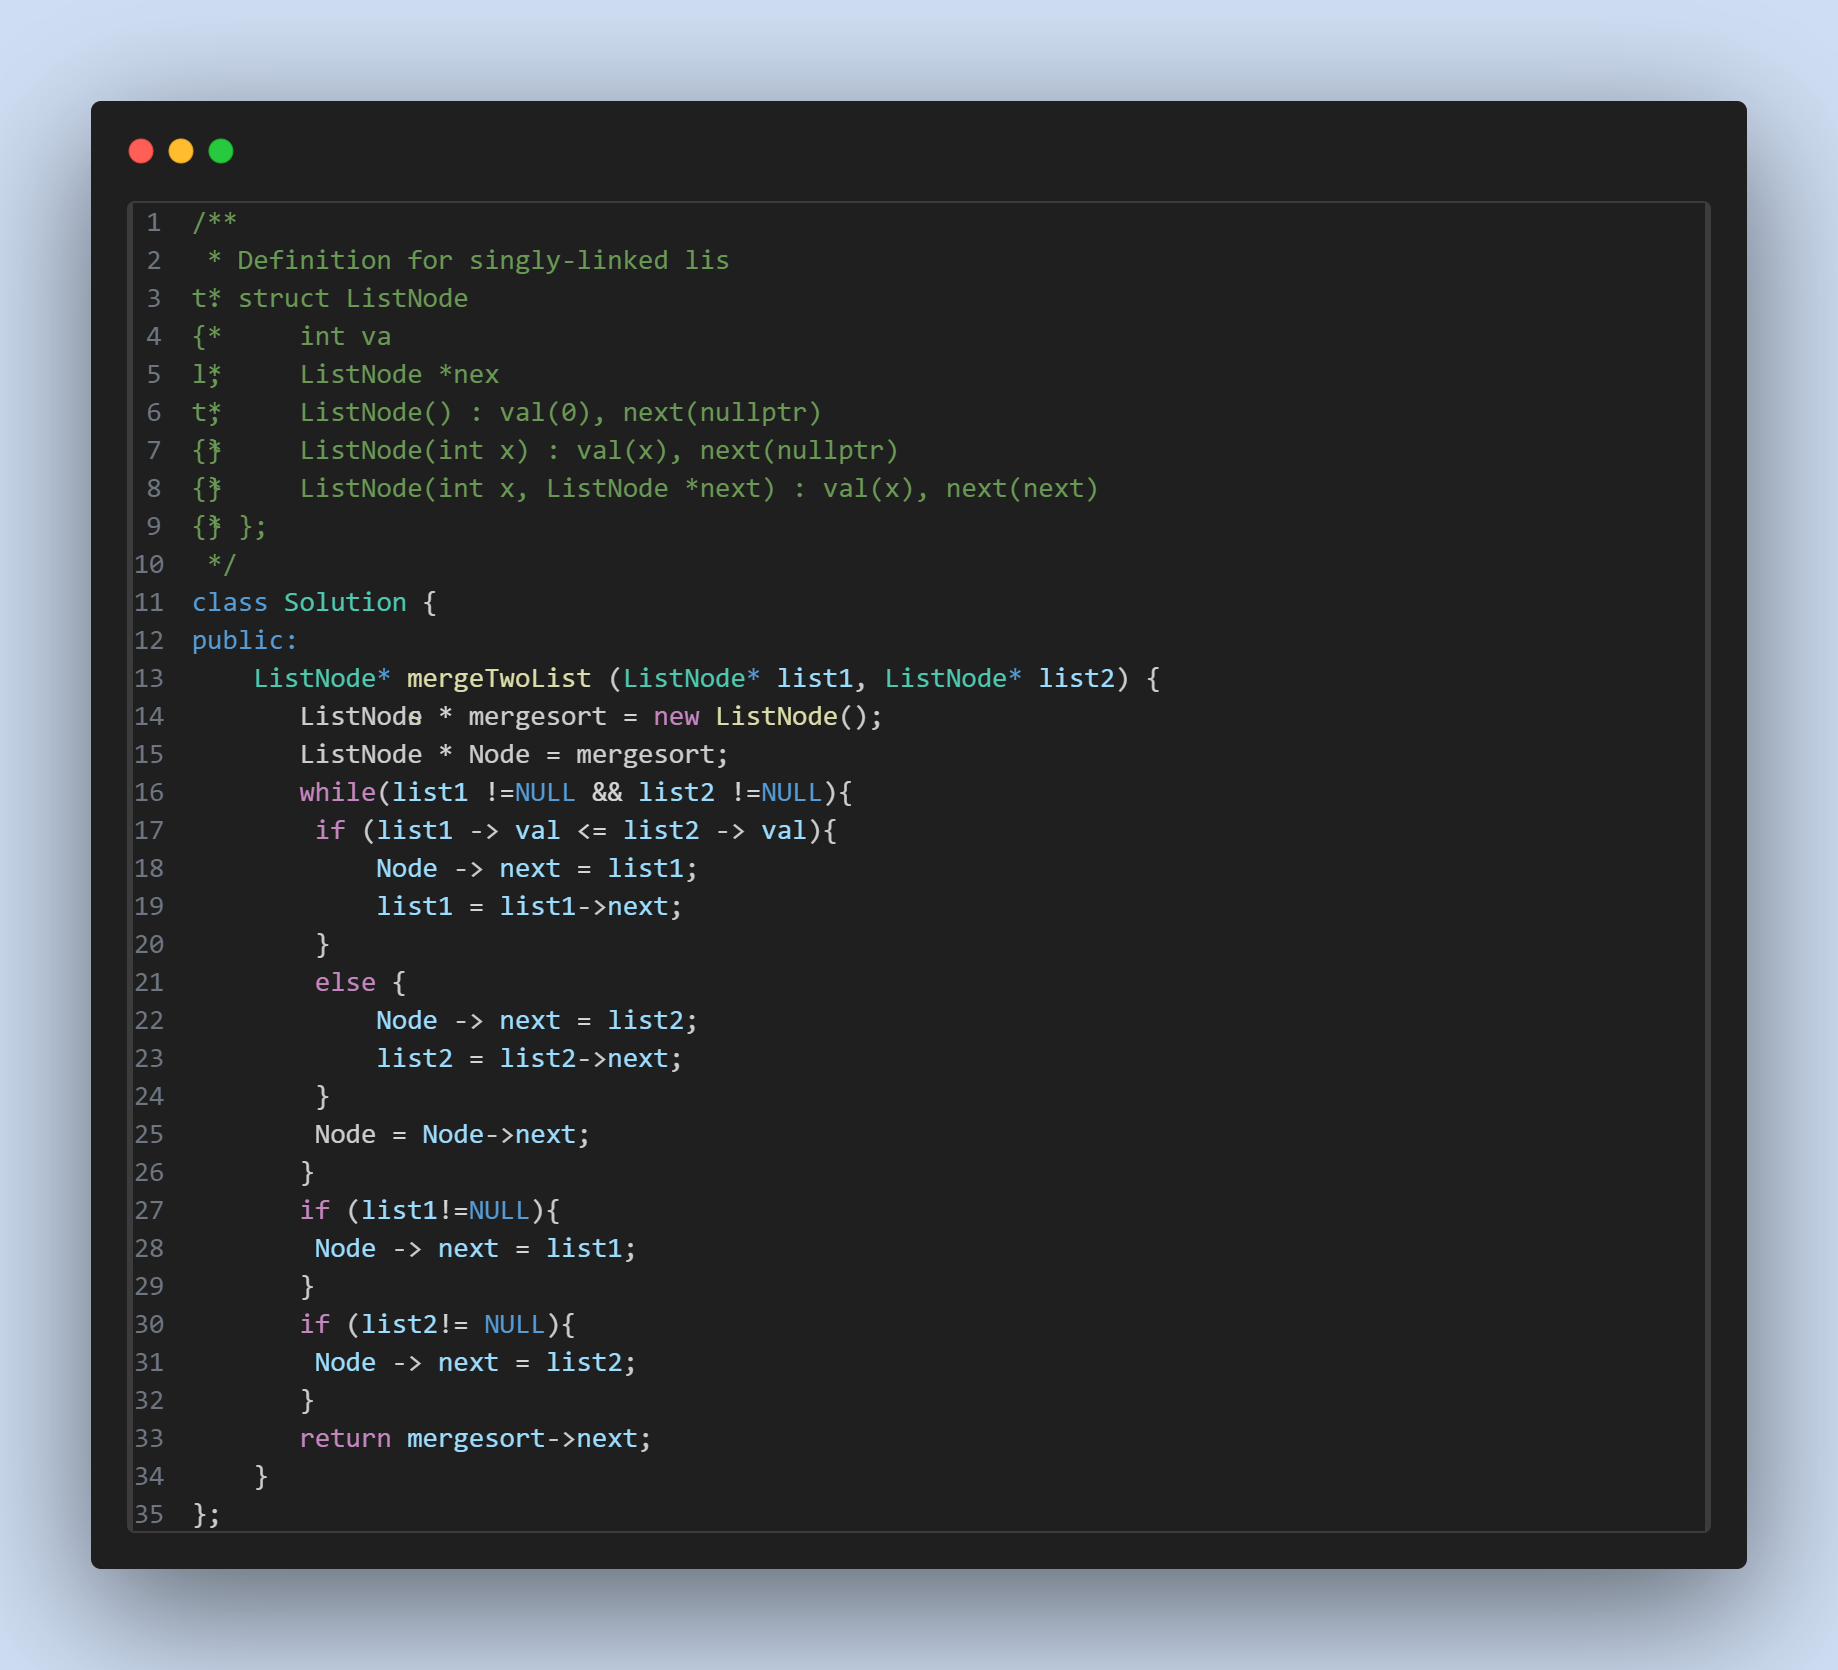 1 /**
2 * Definition for singly-linked lis
3 t.* struct ListNode
4 {* int va
5 l;* ListNode *nex
6 t;* ListNode() : val(0), next(nullptr)
7 {}* ListNode(int x) : val(x), next(nullptr)
8 {}* ListNode(int x, ListNode *next) : val(x), next(next)
9 {}* };
10 */
11 class Solution {
12 public:
13 ListNode* mergeTwoList (ListNode* list1, ListNode* list2) {
14 ListNode * mergesort = new ListNode();
15 ListNode * Node = mergesort;
16 while(list1 !=NULL && list2 !=NULL){
17 if (list1 -> val <= list2 -> val){
18 Node -> next = list1;
19 list1 = list1->next;
20 }
21 else {
22 Node -> next = list2;
23 list2 = list2->next;
24 }
25 Node = Node->next;
26 }
27 if (list1!=NULL){
28 Node -> next = list1;
29 }
30 if (list2!= NULL){
31 Node -> next = list2;
32 }
33 return mergesort->next;
34 }
35 };